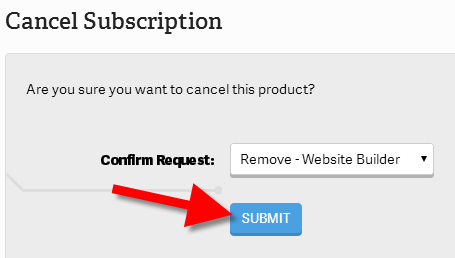 Cancel Subscription
Are you sure you want to cancel this product?
Confirm Request: Remove - Website Builder
SUBMIT